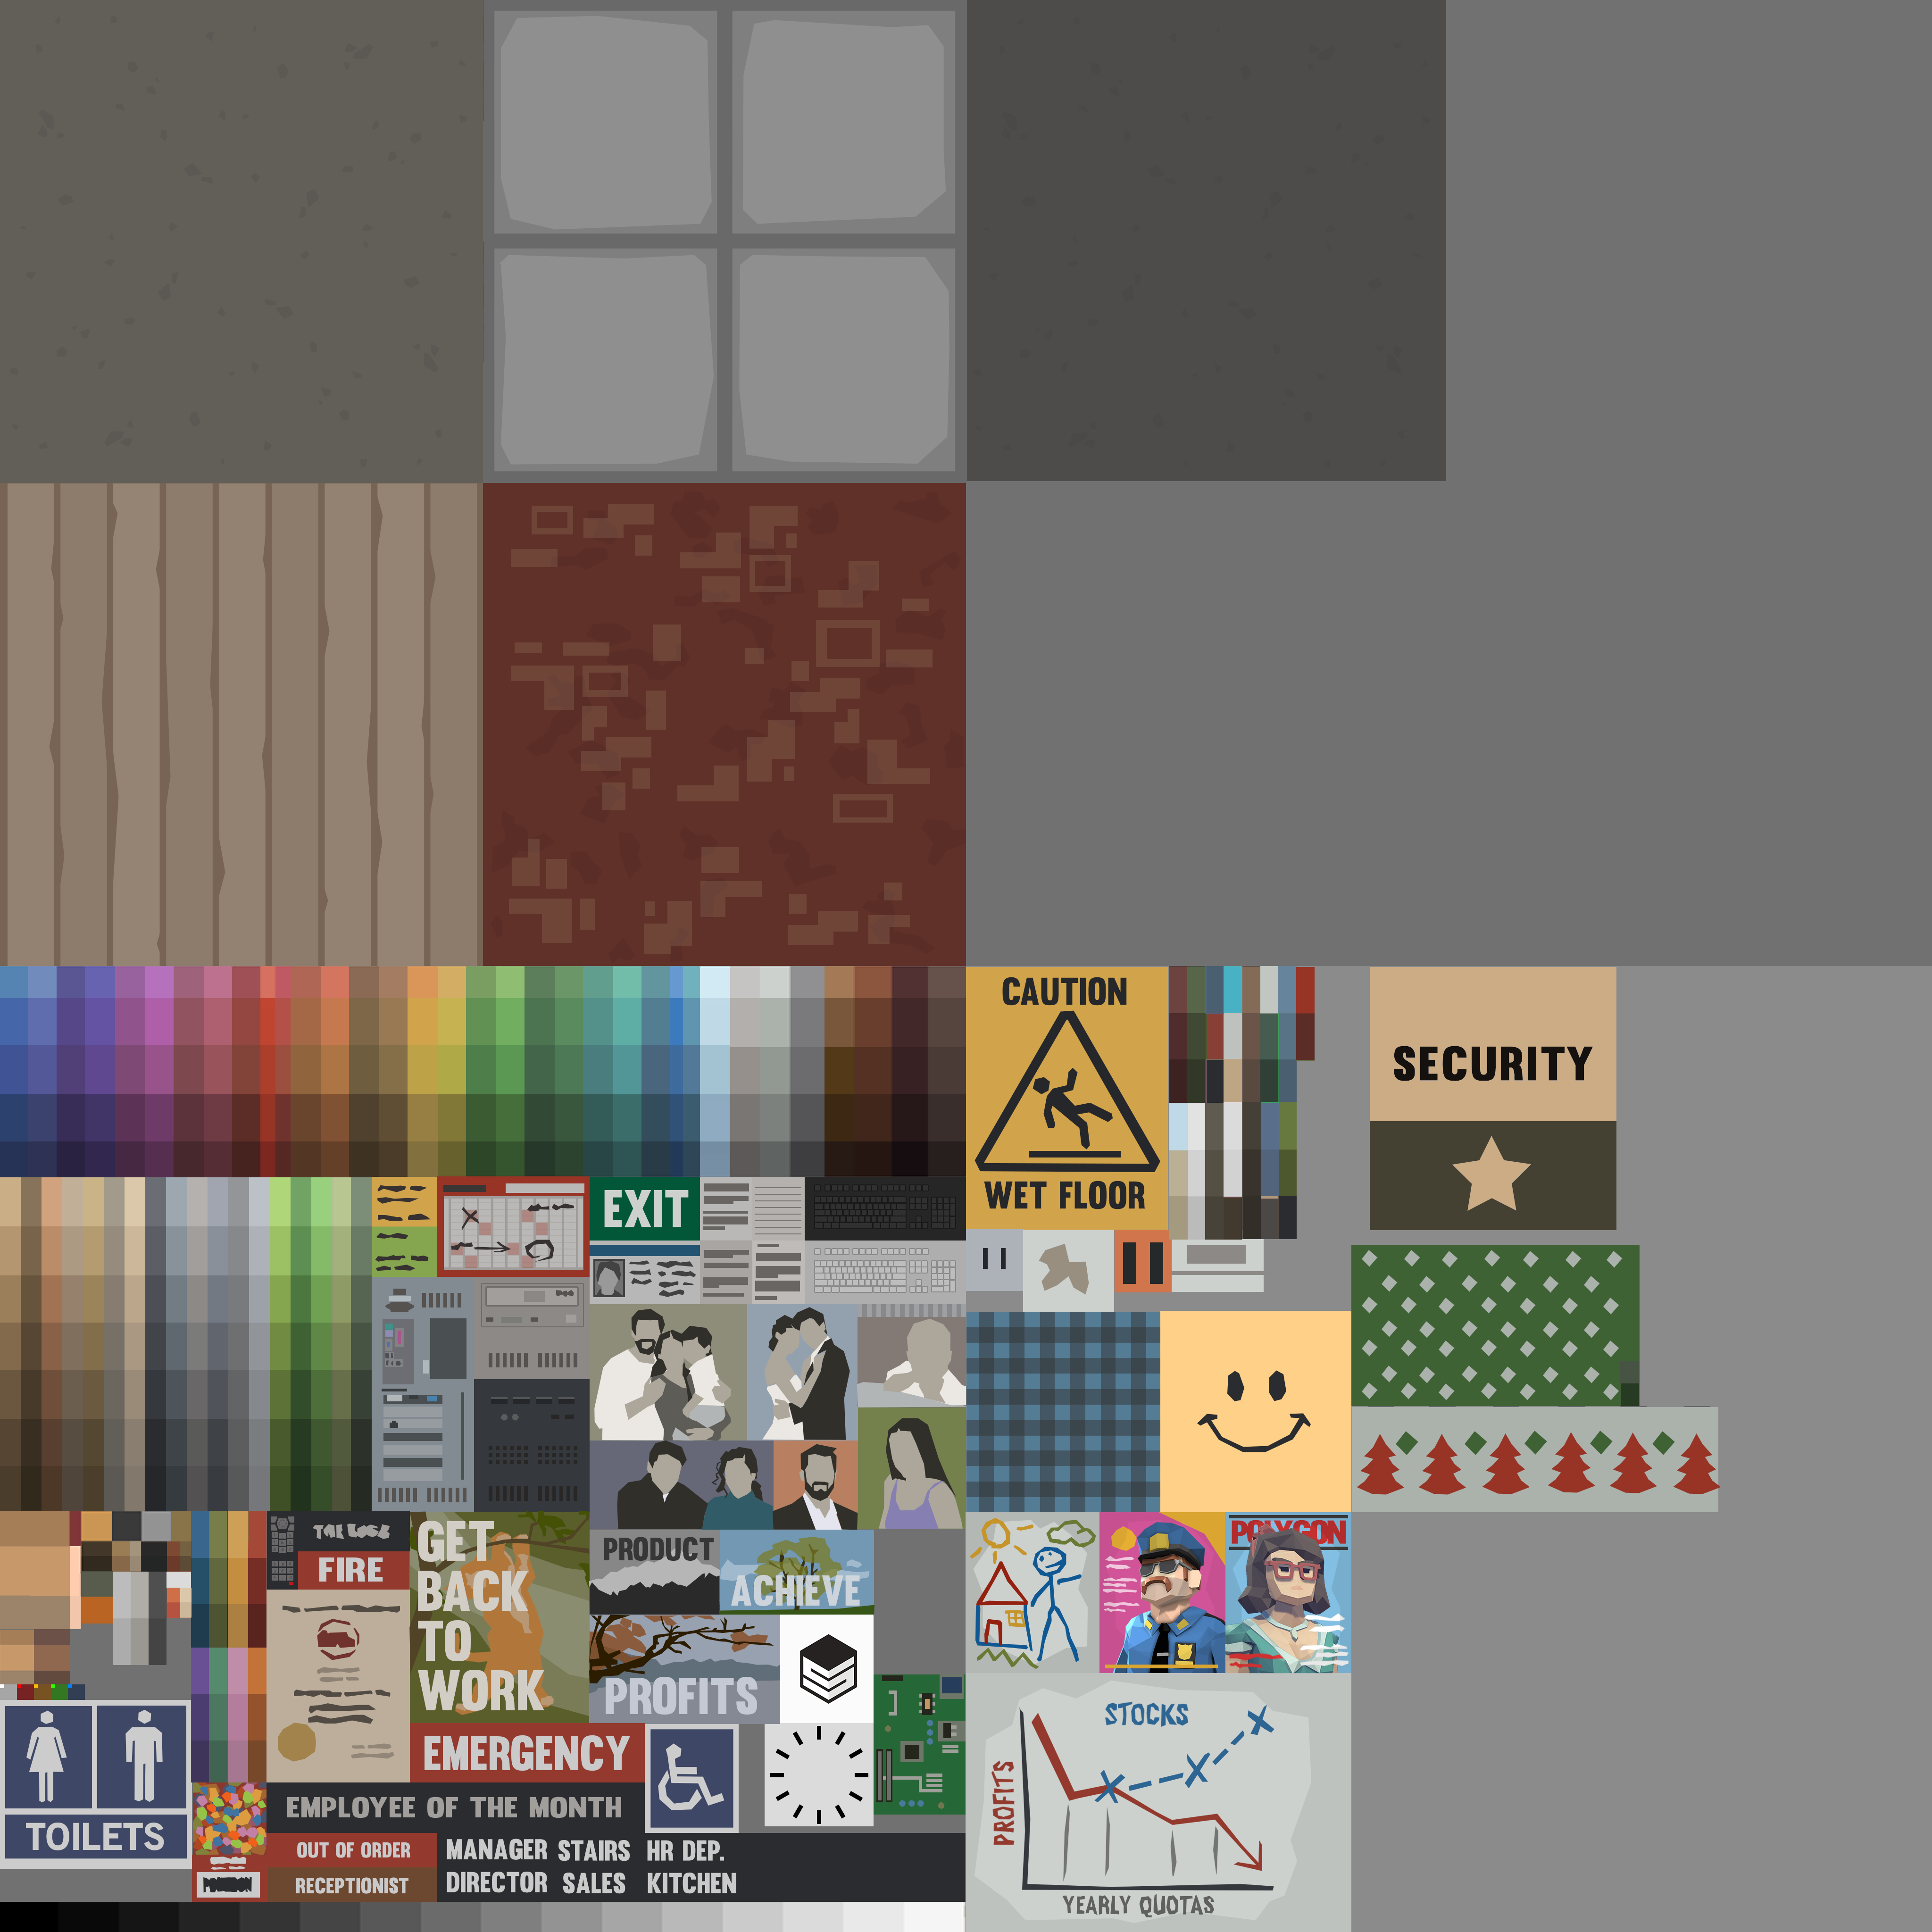 CAUTION
WET FLOOR
SECURITY
EXIT
FIRE
GET
BACK
TO
WORK
PRODUCT
ACHIEVE
PROFITS
POLYGON
EMERGENCY
TOILETS
EMPLOYEE OF THE MONTH
OUT OF ORDER
RECEPTIONIST
MANAGER STAIRS HR DEP.
DIRECTOR SALES KITCHEN
STOCKS
PROFITS
YEARLY QUOTAS